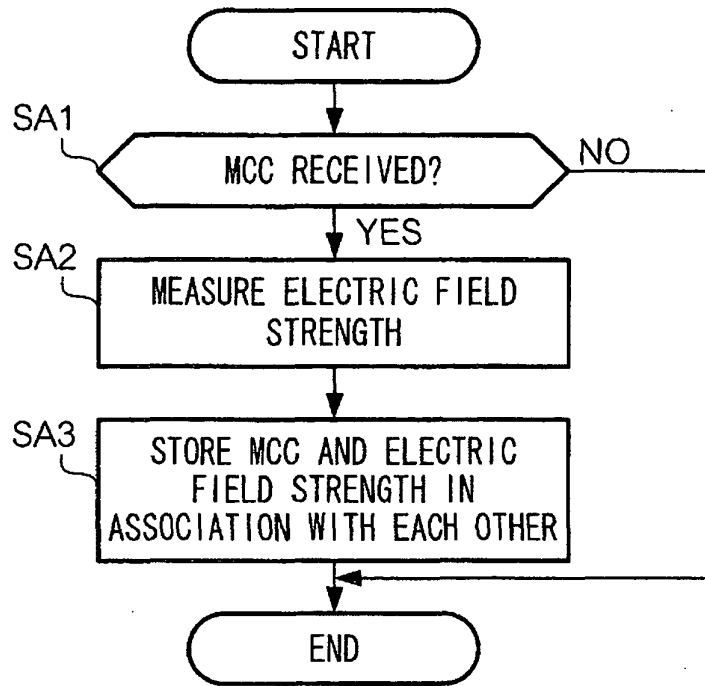 START
SA1
MCC RECEIVED?
NO
YES
SA2
MEASURE ELECTRIC FIELD
STRENGTH
SA3
STORE MCC AND ELECTRIC
FIELD STRENGTH IN
ASSOCIATION WITH EACH OTHER
END